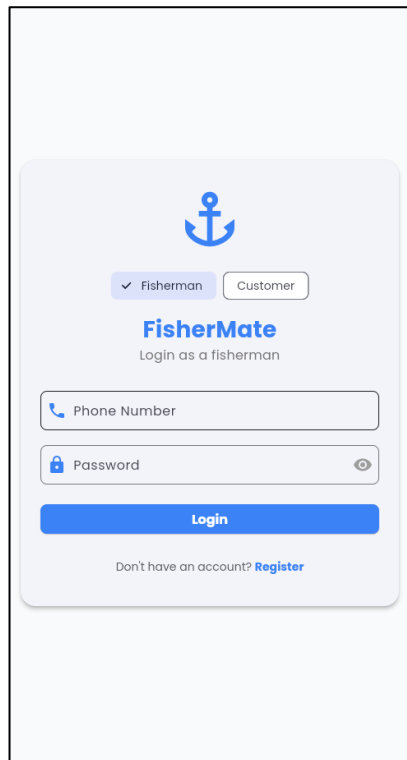 Fisherman Customer
FisherMate
Login as a fisherman
Phone Number
Password
Login
Don't have an account? Register